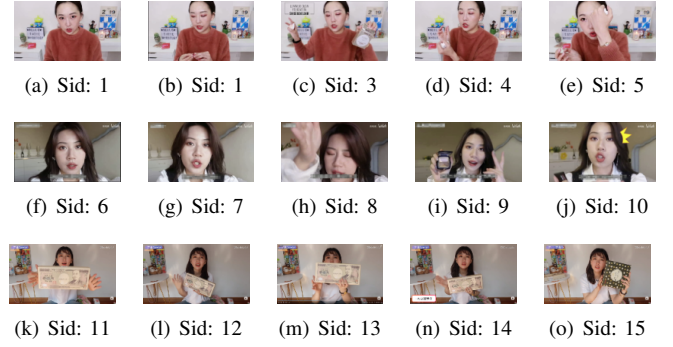 (a) Sid: 1 (b) Sid: 1 (c) Sid: 3 (d) Sid: 4 (e) Sid: 5
(f) Sid: 6 (g) Sid: 7 (h) Sid: 8 (i) Sid: 9 (j) Sid: 10
(k) Sid: 11 (l) Sid: 12 (m) Sid: 13 (n) Sid: 14 (o) Sid: 15